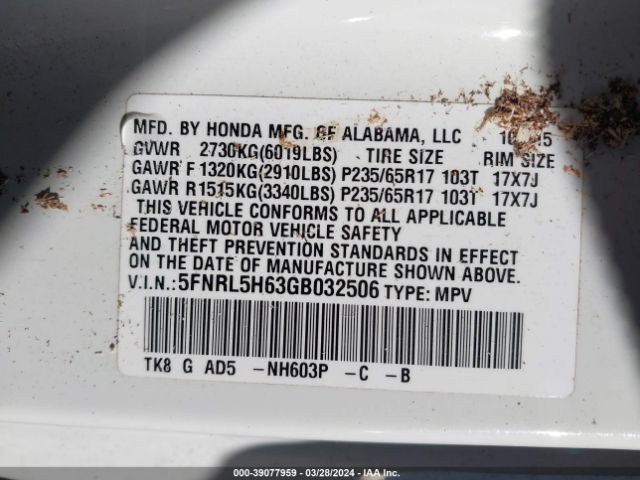 MFD. BY HONDA MFG. OF ALABAMA, LLC
GVWR 2730KG(6019LBS) TIRE SIZE RIM SIZE
GAWR F 1320KG(2910LBS) P235/65R17 103T 17X7J
GAWR R1515KG(3340LBS) P235/65R17 103T 17X7J
THIS VEHICLE CONFORMS TO ALL APPLICABLE
FEDERAL MOTOR VEHICLE SAFETY
AND THEFT PREVENTION STANDARDS IN EFFECT
ON THE DATE OF MANUFACTURE SHOWN ABOVE.
V.I.N.:5FNRL5H63GB032506 TYPE: MPV
TK8 G AD5 -NH603P -C -B
000-39077959 | 03/28/2024 | IAA Inc.